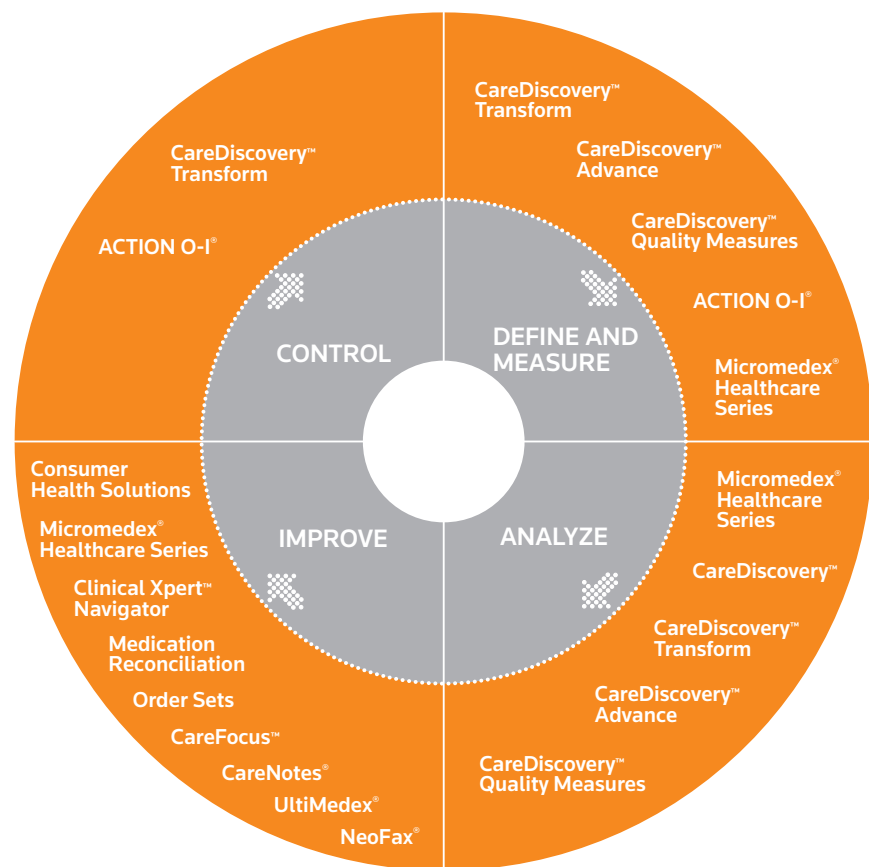 CareDiscovery™
Transform
ACTION O-I®
CONTROL
CareDiscovery™
Transform
CareDiscovery™
Advance
CareDiscovery™
Quality Measures
ACTION O-I®
Micromedex®
Healthcare
Series
DEFINE AND
MEASURE
Consumer
Health Solutions
Micromedex®
Healthcare Series
Clinical Xpert™
Navigator
Medication
Reconciliation
Order Sets
CareFocus™
CareNotes®
UltiMedex®
NeoFax®
IMPROVE
ANALYZE
Micromedex®
Healthcare
Series
CareDiscovery™
CareDiscovery™
Transform
CareDiscovery™
Advance
CareDiscovery™
Quality Measures